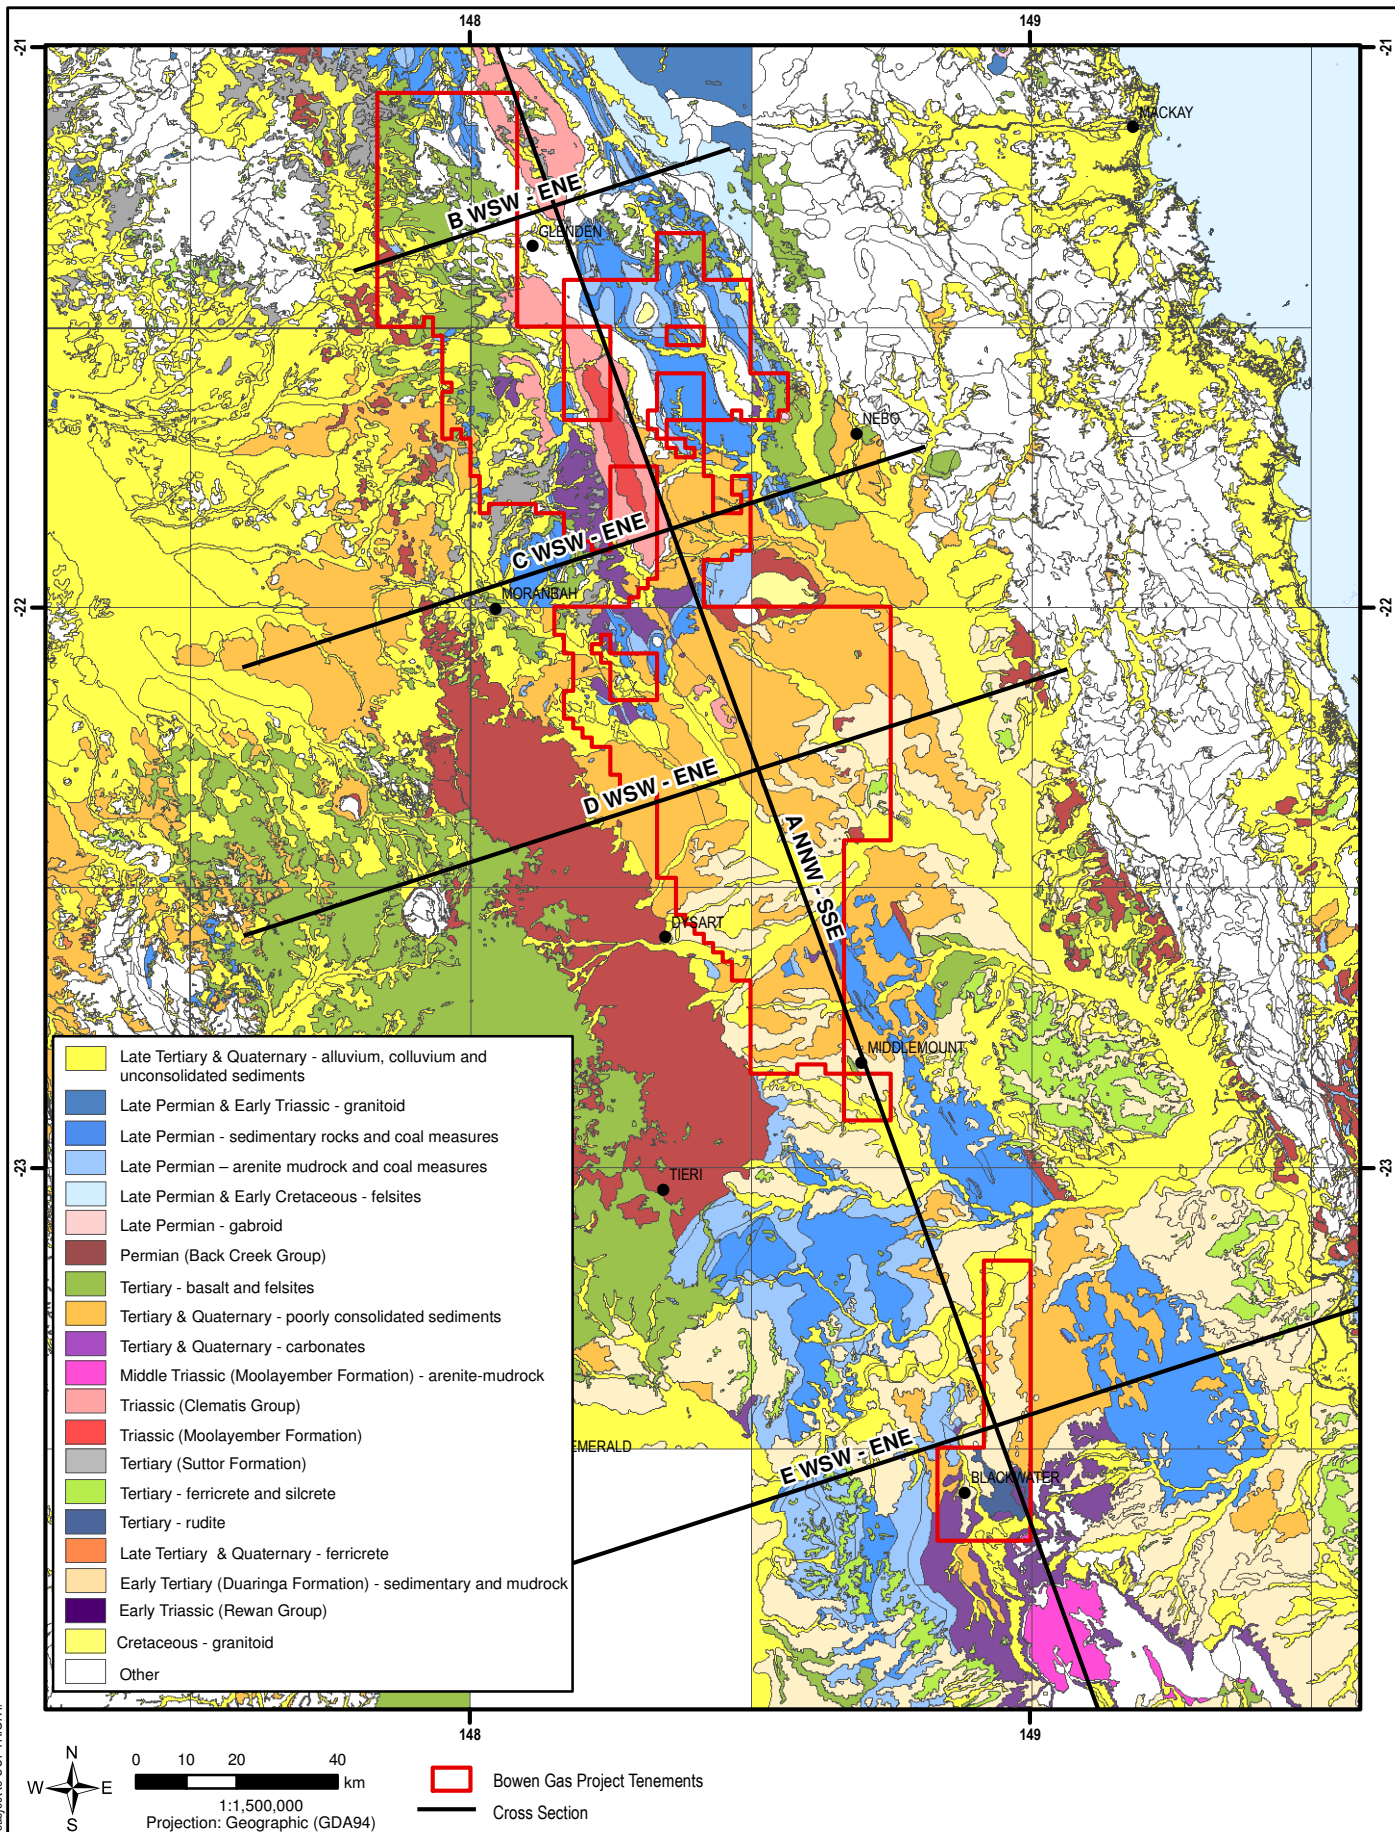 148
149
-21
-21
MACKAY
B WSW - ENE
GLENDEN
NEBO
C WSW - ENE
MORANBAH
-22
-22
D WSW - ENE
A NNW - SSE
DYSART
MIDDLEMOUNT
TIERI
-23
-23
EMERALD
E WSW - ENE
BLACKWATER
Late Tertiary & Quaternary - alluvium, colluvium and
unconsolidated sediments
Late Permian & Early Triassic - granitoid
Late Permian - sedimentary rocks and coal measures
Late Permian – arenite mudrock and coal measures
Late Permian & Early Cretaceous - felsites
Late Permian - gabroid
Permian (Back Creek Group)
Tertiary - basalt and felsites
Tertiary & Quaternary - poorly consolidated sediments
Tertiary & Quaternary - carbonates
Middle Triassic (Moolayember Formation) - arenite-mudrock
Triassic (Clematis Group)
Triassic (Moolayember Formation)
Tertiary (Suttor Formation)
Tertiary - ferricrete and silcrete
Tertiary - rudite
Late Tertiary & Quaternary - ferricrete
Early Tertiary (Duaringa Formation) - sedimentary and mudrock
Early Triassic (Rewan Group)
Cretaceous - granitoid
Other
148
149
N
W
E
S
0 10 20 40
km
1:1,500,000
Projection: Geographic (GDA94)
Bowen Gas Project Tenements
Cross Section